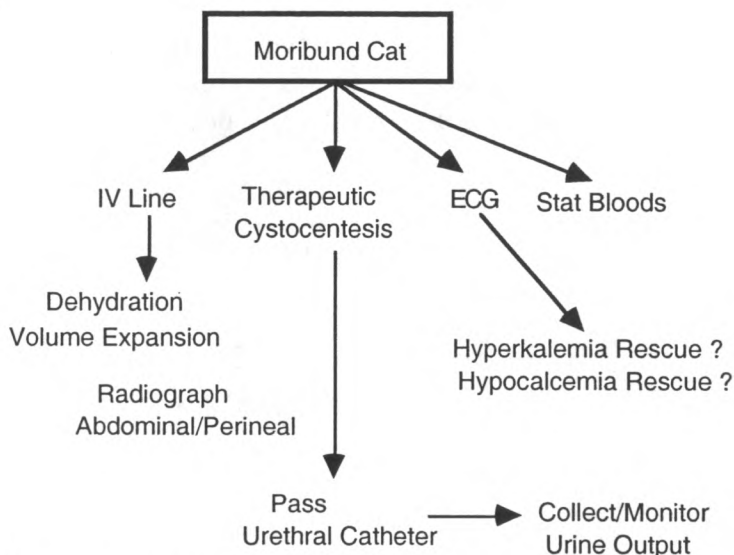 Moribund Cat
IV Line
Therapeutic
Cystocentesis
ECG
Stat Bloods
Dehydration
Volume Expansion
Hyperkalemia Rescue ?
Hypocalcemia Rescue ?
Radiograph
Abdominal/Perineal
Pass
Urethral Catheter
Collect/Monitor
Urine Output